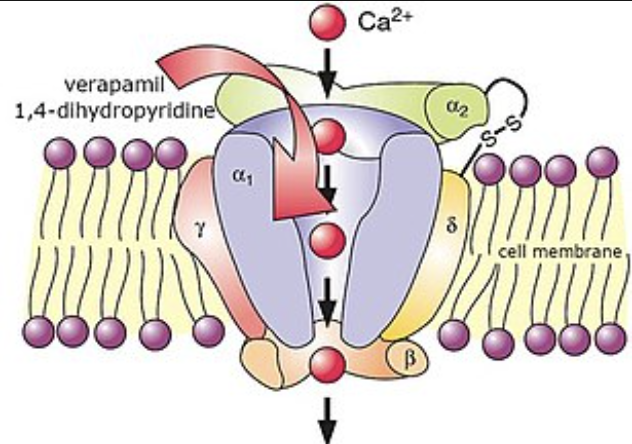 Ca²⁺
verapamil
1,4-dihydropyridine
α₂
S-S
α₁
γ
δ
cell membrane
β